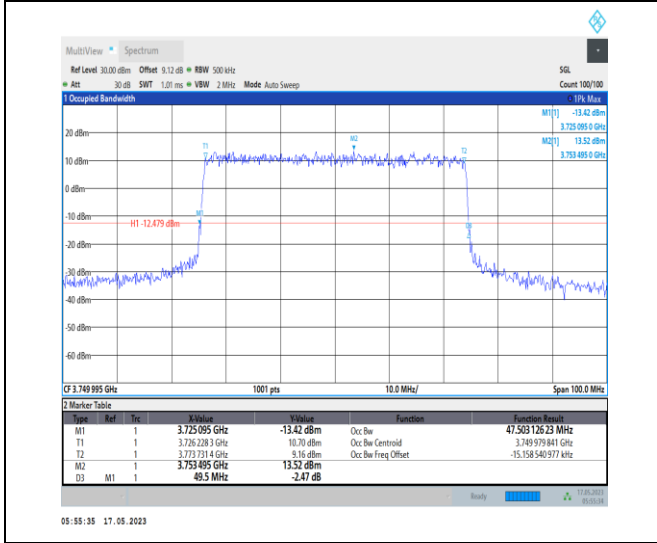 MultiView Spectrum
Ref Level 30.00 dBm Offset 9.12 dB RBW 500 kHz SGL
Att 30 dB SWT 1.01 ms VBW 2 MHz Mode Auto Sweep Count 100/100
1 Occupied Bandwidth 1Pk Max
M1[1] -13.42 dBm
3.725 095 0 GHz
M2[1] 13.52 dBm
3.753 495 0 GHz
20 dBm
M2
T1
T2
10 dBm
0 dBm
-10 dBm
M1
H1 -12.479 dBm
D3
-20 dBm
-30 dBm
-40 dBm
-50 dBm
-60 dBm
CF 3.749 995 GHz 1001 pts 10.0 MHz/ Span 100.0 MHz
2 Marker Table
Type Ref Trc X-Value Y-Value Function Function Result
M1 1 3.725 095 GHz -13.42 dBm Occ Bw 47.503 126 23 MHz
T1 1 3.726 228 3 GHz 10.70 dBm Occ Bw Centroid 3.749 979 841 GHz
T2 1 3.773 731 4 GHz 9.16 dBm Occ Bw Freq Offset -15.158 540 977 kHz
M2 1 3.753 495 GHz 13.52 dBm
D3 M1 1 49.5 MHz -2.47 dB
Ready 17.05.2023
05:55:34
05:55:35 17.05.2023